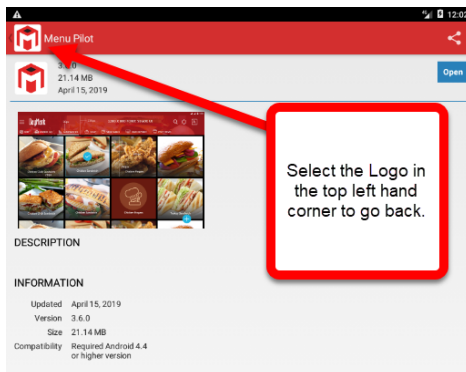 12:02
Menu Pilot
3.6.0
21.14 MB
April 15, 2019
Open
Select the Logo in
the top left hand
corner to go back.
DESCRIPTION
INFORMATION
Updated April 15, 2019
Version 3.6.0
Size 21.14 MB
Compatibility Required Android 4.4
or higher version